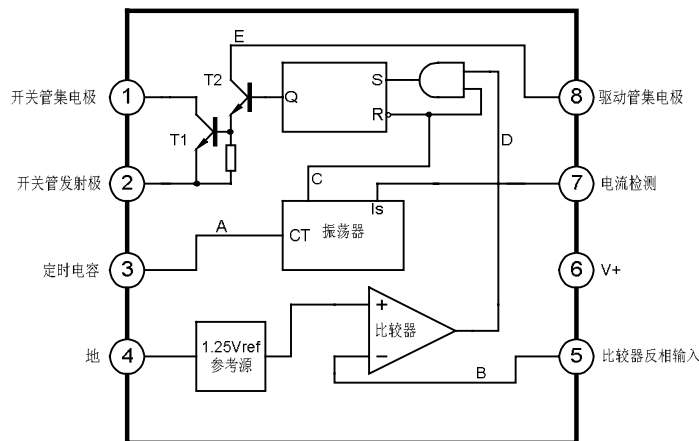 E
T2
开关管集电极
1
Q
S
R
8
驱动管集电极
T1
D
开关管发射极
2
C
7
电流检测
Is
A
CT
振荡器
定时电容
3
6
V+
地
4
1.25Vref
参考源
+
比较器
−
5
比较器反相输入
B